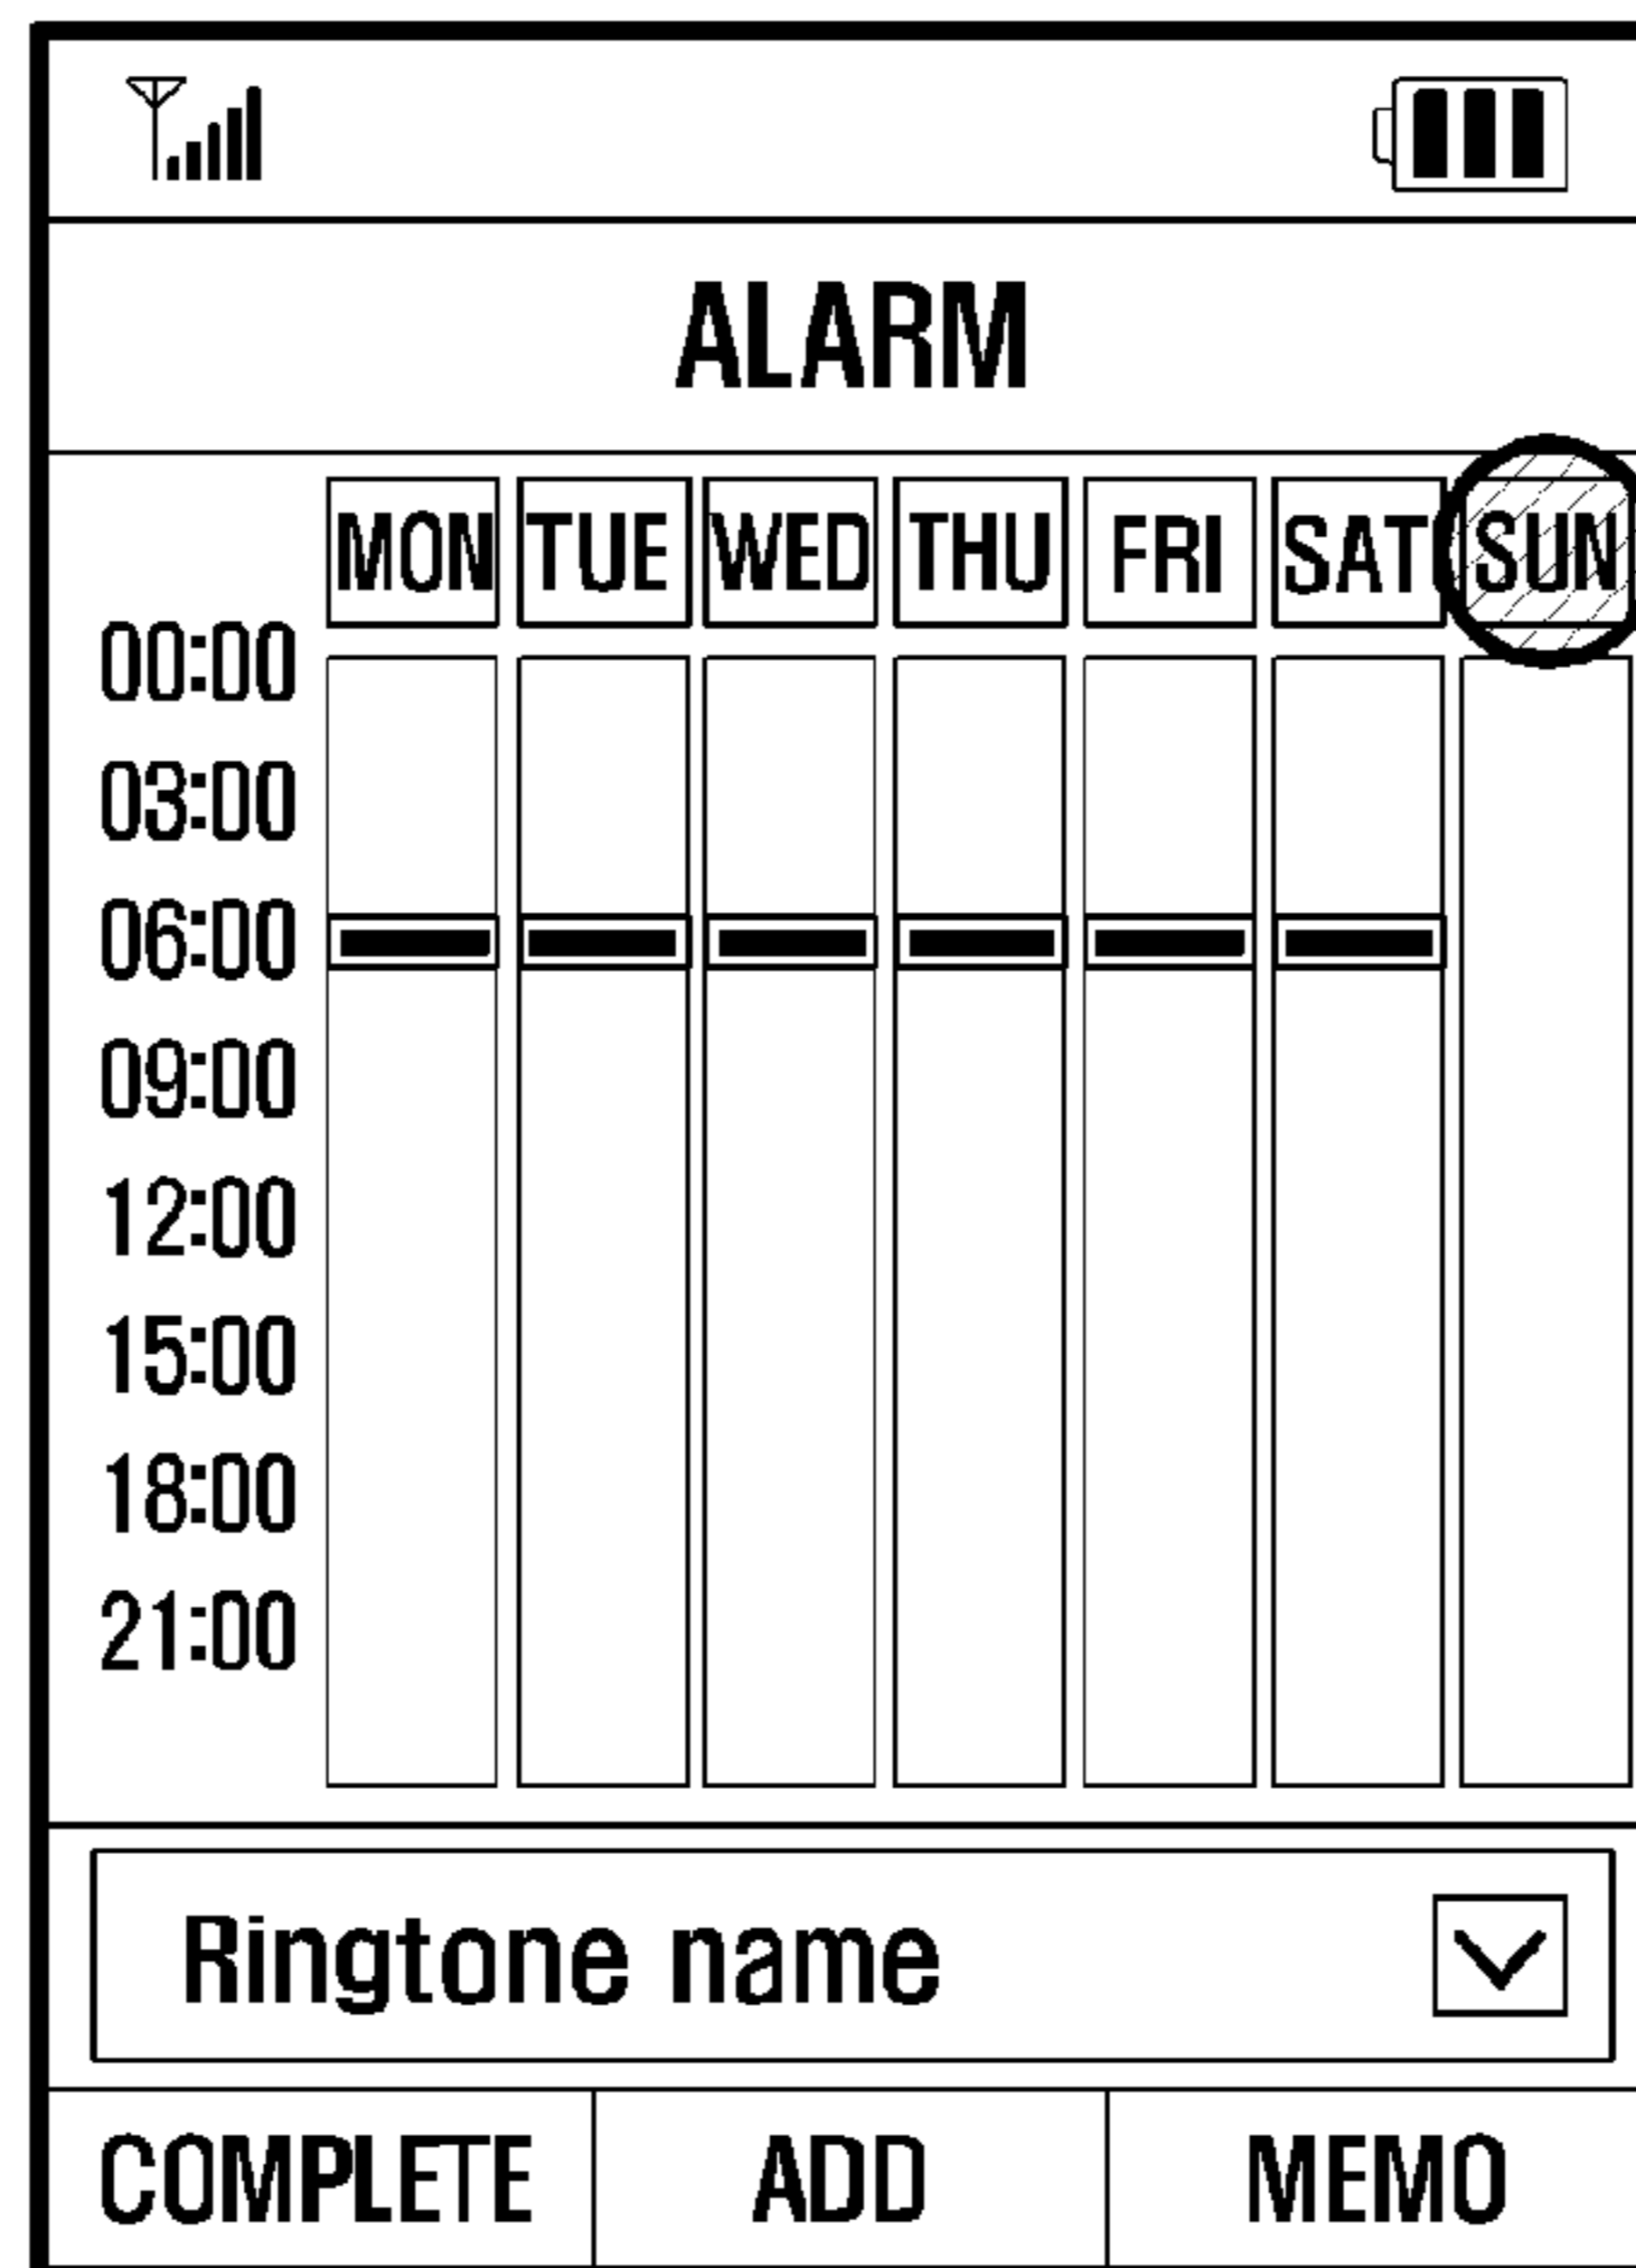 ALARM
MON TUE WED THU FRI SAT SUN
00:00
03:00
06:00
09:00
12:00
15:00
18:00
21:00
Ringtone name
COMPLETE ADD MEMO